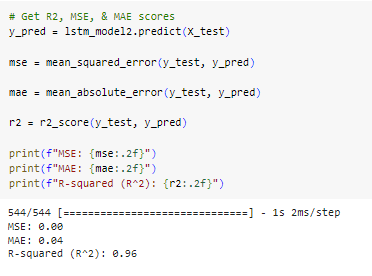 # Get R2, MSE, & MAE scores
y_pred = lstm_model2.predict(X_test)
mse = mean_squared_error(y_test, y_pred)
mae = mean_absolute_error(y_test, y_pred)
r2 = r2_score(y_test, y_pred)
print(f"MSE: {mse:.2f}")
print(f"MAE: {mae:.2f}")
print(f"R-squared (R^2): {r2:.2f}")
544/544 [==============================] - 1s 2ms/step
MSE: 0.00
MAE: 0.04
R-squared (R^2): 0.96